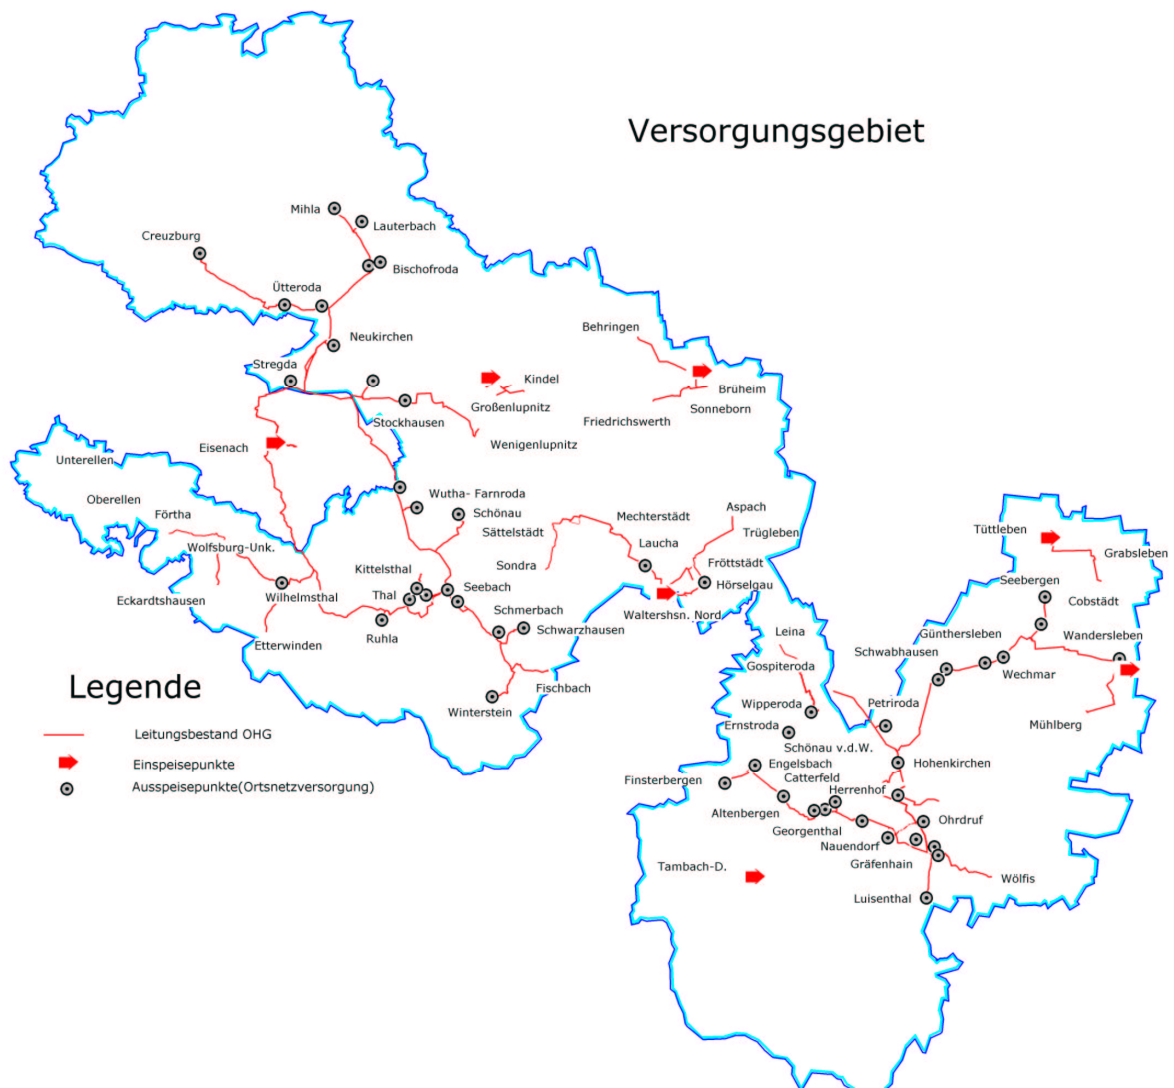 Versorgungsgebiet
Mihla
Lauterbach
Creuzburg
Bischofroda
Ütteroda
Behringen
Neukirchen
Stregda
Kindel
Brüheim
Großenlupnitz
Sonneborn
Friedrichswerth
Stockhausen
Wenigenlupnitz
Eisenach
Unterellen
Oberellen
Förtha
Wutha- Farnroda
Schönau
Sättelstädt
Mechterstädt
Aspach
Trügleben
Laucha
Tüttleben
Grabsleben
Wolfsburg-Unk.
Kittelsthal
Sondra
Fröttstädt
Hörselgau
Seebergen
Eckardtshausen
Wilhelmsthal
Thal
Seebach
Cobstädt
Schmerbach
Waltershsn. Nord
Schwarzhausen
Leina
Günthersleben
Wandersleben
Etterwinden
Ruhla
Schwabhausen
Gospiteroda
Wechmar
Fischbach
Winterstein
Wipperoda
Petriroda
Mühlberg
Ernstroda
Schönau v.d.W.
Engelsbach
Hohenkirchen
Finsterbergen
Catterfeld
Herrenhof
Altenbergen
Georgenthal
Ohrdruf
Nauendorf
Gräfenhain
Tambach-D.
Wölfis
Luisenthal
Legende
Leitungsbestand OHG
Einspeisepunkte
Ausspeisepunkte(Ortsnetzversorgung)